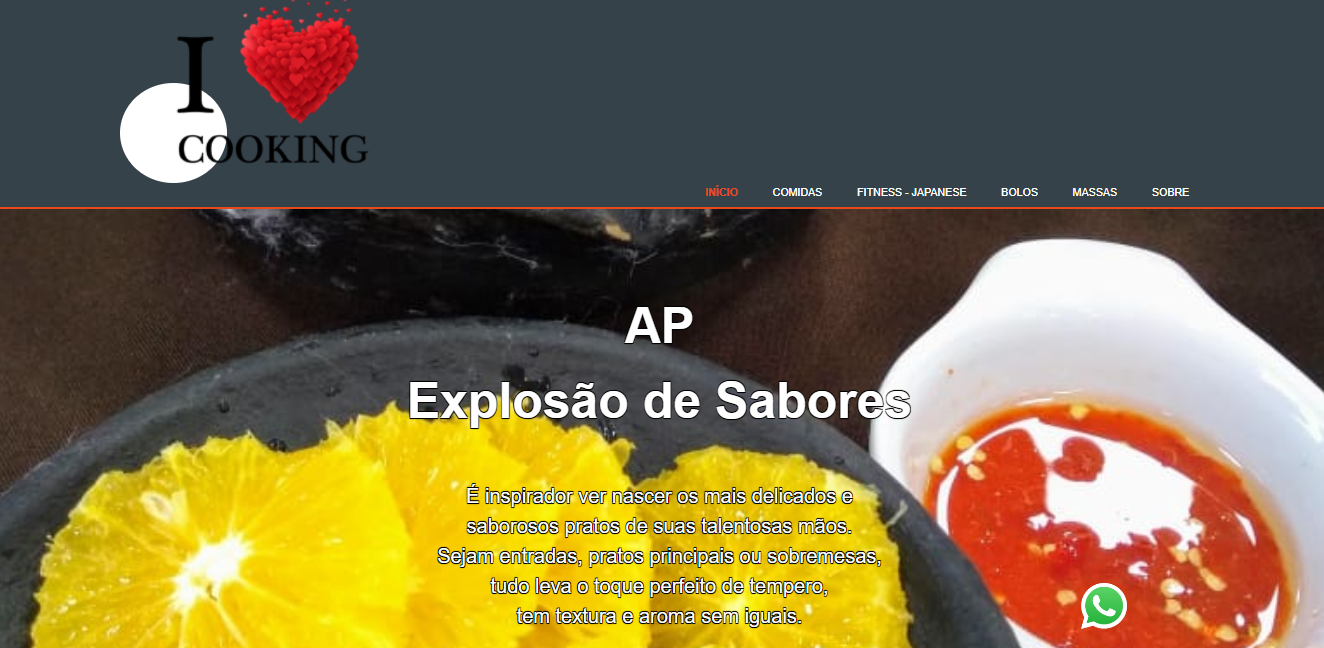 I
COOKING
INÍCIO COMIDAS FITNESS - JAPANESE BOLOS MASSAS SOBRE
AP
Explosão de Sabores
É inspirador ver nascer os mais delicados e
saborosos pratos de suas talentosas mãos.
Sejam entradas, pratos principais ou sobremesas,
tudo leva o toque perfeito de tempero,
tem textura e aroma sem iguais.